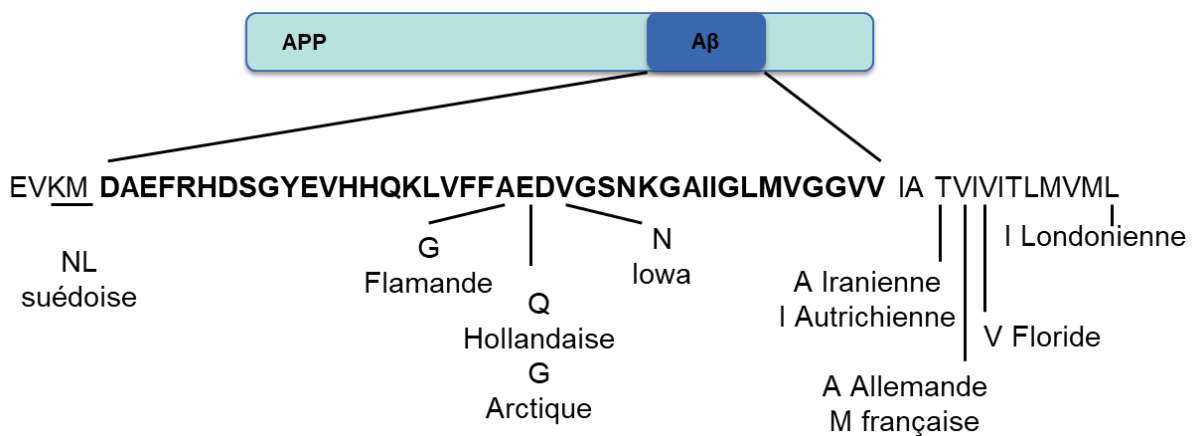 APP
Aβ
EVKM DAEFRHDSGYEVHHQKLVFFAEDVGSNKGAIIGLMVGGVV IA TVIVITLMVML
NL
suédoise
G
Flamande
Q
Hollandaise
G
Arctique
N
Iowa
A Iranienne
I Autrichienne
A Allemande
M française
V Floride
I Londonienne